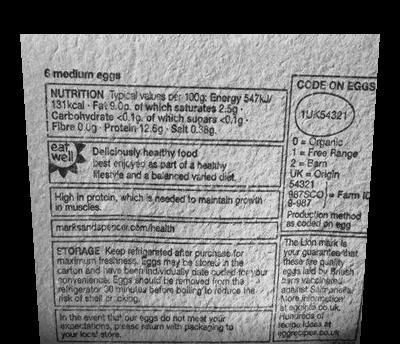 6 medium eggs
NUTRITION Typical values per 100g: Energy 547kJ/
131kcal · Fat 9.0g, of which saturates 2.5g ·
Carbohydrate <0.1g, of which sugars <0.1g ·
Fibre 0.0g · Protein 12.6g · Salt 0.38g.
eat
well
Deliciously healthy food
best enjoyed as part of a healthy
lifestyle and a balanced varied diet.
High in protein, which is needed to maintain growth
in muscles.
marksandspencer.com/health
STORAGE Keep refrigerated after purchase for
maximum freshness. Eggs may be stored in the
carton and have been individually date coded for your
convenience. Eggs should be removed from the
refrigerator 30 minutes before boiling to reduce the
risk of shell cracking.
In the event that our eggs do not meet your
expectations, please return with packaging to
your local store.
CODE ON EGGS
1UK54321
0 = Organic
1 = Free Range
2 = Barn
UK = Origin
54321
987SCO = Farm ID
9-987
Production method
as coded on egg
The Lion mark is
your guarantee that
these are quality
eggs laid by British
hens vaccinated
against Salmonella.
More information
at egginfo.co.uk.
Hundreds of
recipe ideas at
eggrecipes.co.uk